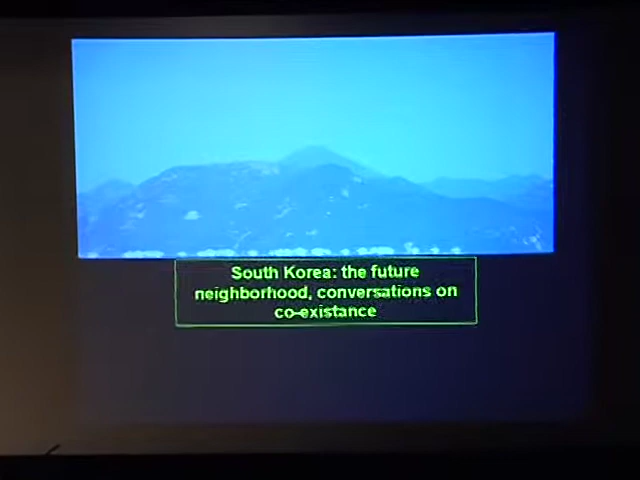 South Korea: the future
neighborhood, conversations on
co-existance